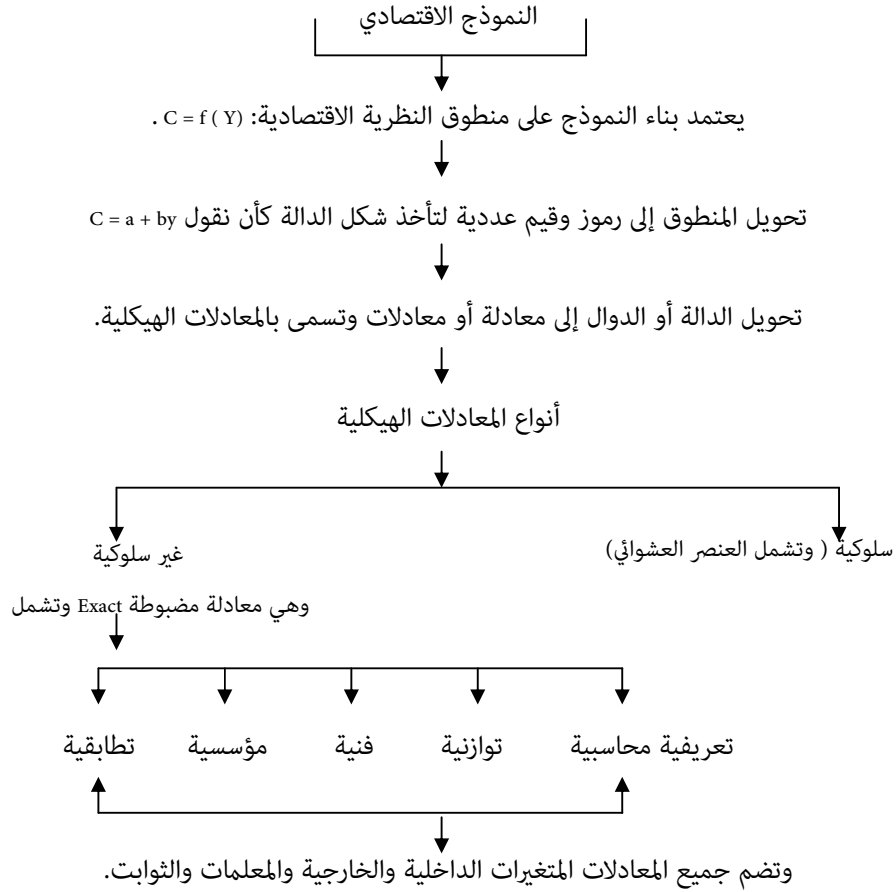 النموذج الاقتصادي
يعتمد بناء النموذج على منطوق النظرية الاقتصادية: C = f ( Y) .
تحويل المنطوق إلى رموز وقيم عددية لتأخذ شكل الدالة كأن نقول C = a + by
تحويل الدالة أو الدوال إلى معادلة أو معادلات وتسمى بالمعادلات الهيكلية.
أنواع المعادلات الهيكلية
سلوكية ( وتشمل العنصر العشوائي)
غير سلوكية
وهي معادلة مضبوطة Exact وتشمل
تعريفية محاسبية توازنية فنية مؤسسية تطابقية
وتضم جميع المعادلات المتغيرات الداخلية والخارجية والمعلمات والثوابت.